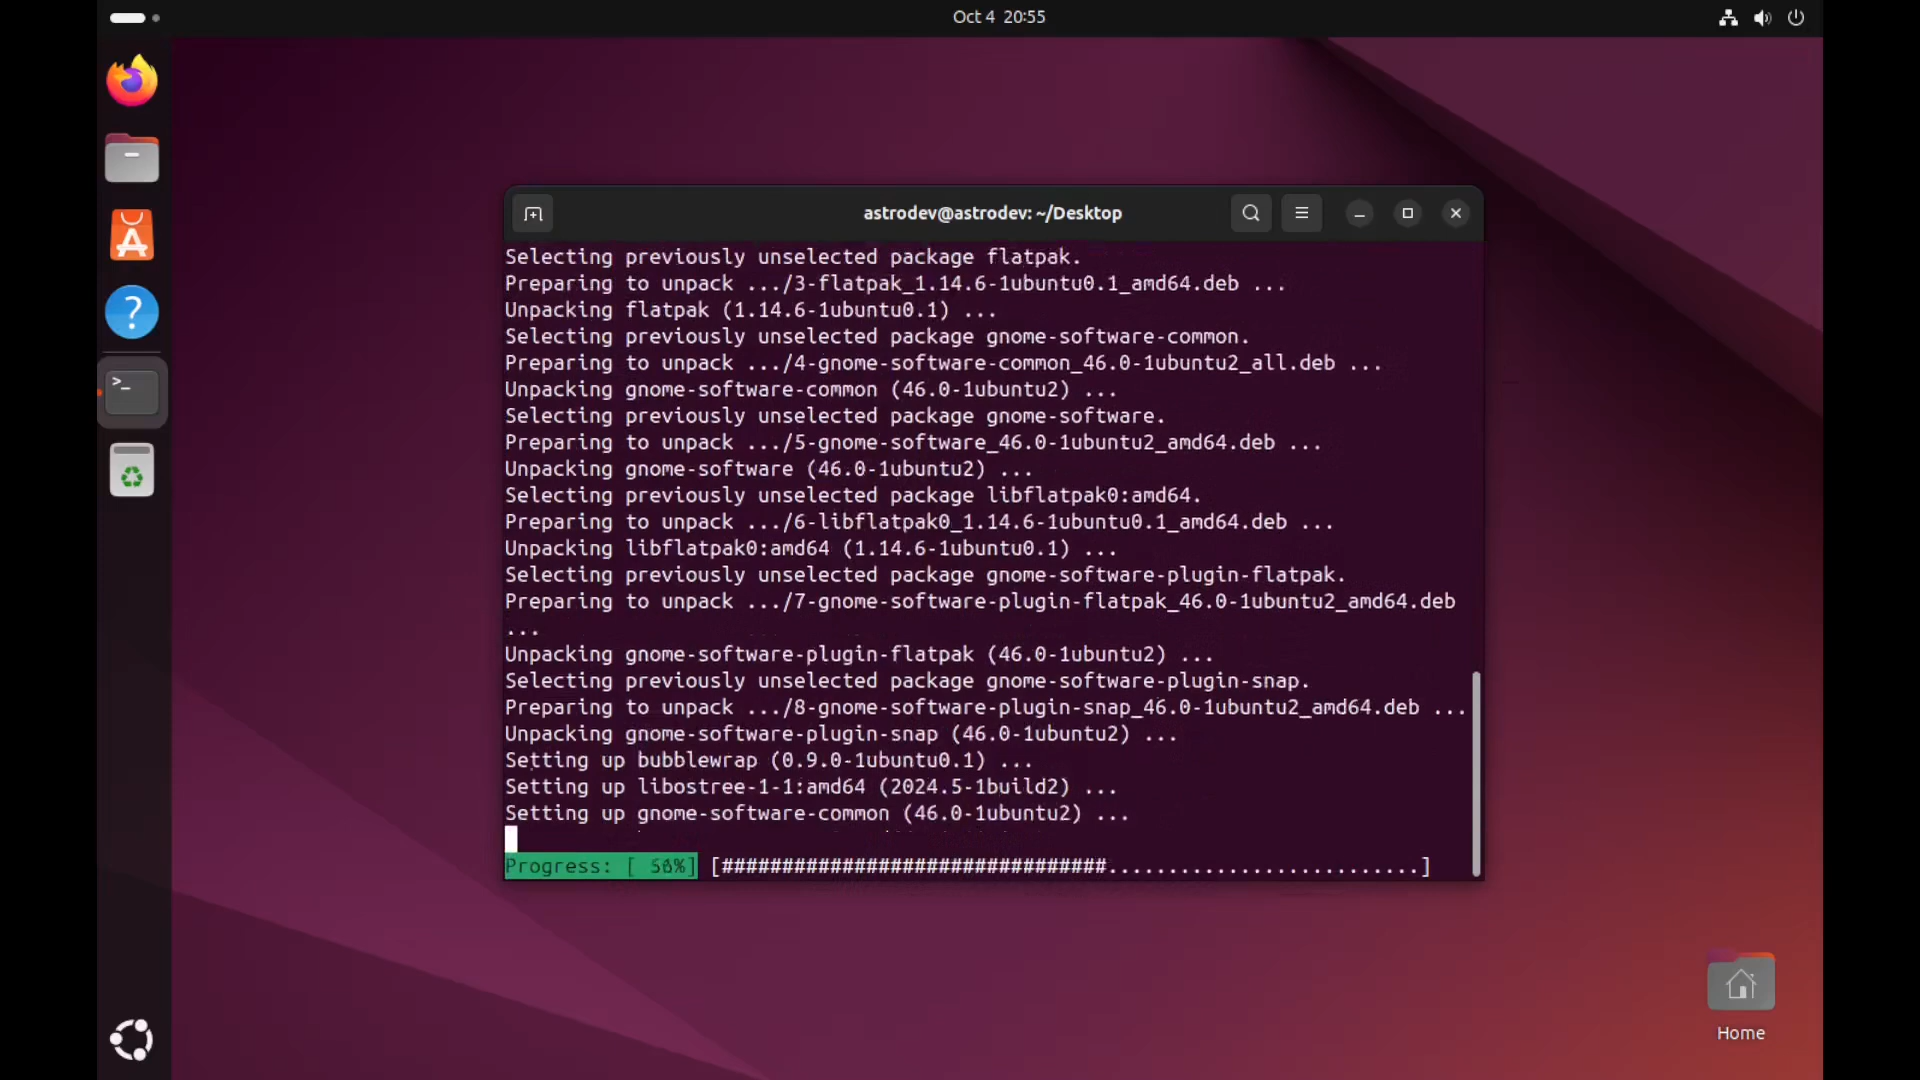 Oct 4 20:55
astrodev@astrodev: ~/Desktop
Selecting previously unselected package flatpak.
Preparing to unpack .../3-flatpak_1.14.6-1ubuntu0.1_amd64.deb ...
Unpacking flatpak (1.14.6-1ubuntu0.1) ...
Selecting previously unselected package gnome-software-common.
Preparing to unpack .../4-gnome-software-common_46.0-1ubuntu2_all.deb ...
Unpacking gnome-software-common (46.0-1ubuntu2) ...
Selecting previously unselected package gnome-software.
Preparing to unpack .../5-gnome-software_46.0-1ubuntu2_amd64.deb ...
Unpacking gnome-software (46.0-1ubuntu2) ...
Selecting previously unselected package libflatpak0:amd64.
Preparing to unpack .../6-libflatpak0_1.14.6-1ubuntu0.1_amd64.deb ...
Unpacking libflatpak0:amd64 (1.14.6-1ubuntu0.1) ...
Selecting previously unselected package gnome-software-plugin-flatpak.
Preparing to unpack .../7-gnome-software-plugin-flatpak_46.0-1ubuntu2_amd64.deb
...
Unpacking gnome-software-plugin-flatpak (46.0-1ubuntu2) ...
Selecting previously unselected package gnome-software-plugin-snap.
Preparing to unpack .../8-gnome-software-plugin-snap_46.0-1ubuntu2_amd64.deb ...
Unpacking gnome-software-plugin-snap (46.0-1ubuntu2) ...
Setting up bubblewrap (0.9.0-1ubuntu0.1) ...
Setting up libostree-1-1:amd64 (2024.5-1build2) ...
Setting up gnome-software-common (46.0-1ubuntu2) ...
Progress: [################################..........................]
Home